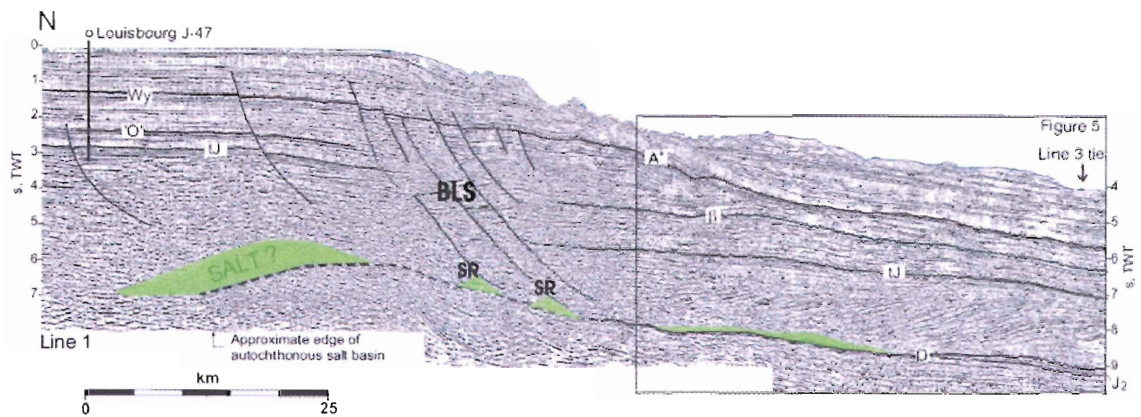 N
Louisbourg J-47
0
1
2
3
4
5
6
7
s. TWT
Wy
'O'
tJ
BLS
SALT ?
SR
SR
A*
β
tJ
D
Figure 5
Line 3 tie
4
5
6
7
8
9
s. TWT
J2
Line 1
Approximate edge of
autochthonous salt basin
km
0
25